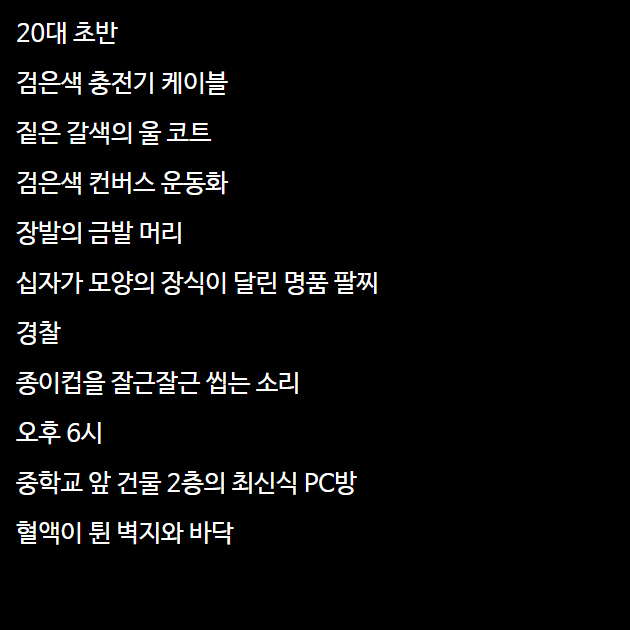 20대 초반
검은색 충전기 케이블
짙은 갈색의 울 코트
검은색 컨버스 운동화
장발의 금발 머리
십자가 모양의 장식이 달린 명품 팔찌
경찰
종이컵을 잘근잘근 씹는 소리
오후 6시
중학교 앞 건물 2층의 최신식 PC방
혈액이 튄 벽지와 바닥